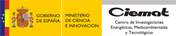 GOBIERNO
DE ESPAÑA
MINISTERIO
DE CIENCIA
E INNOVACIÓN
Ciemat
Centro de Investigaciones
Energéticas, Medioambientales
y Tecnológicas